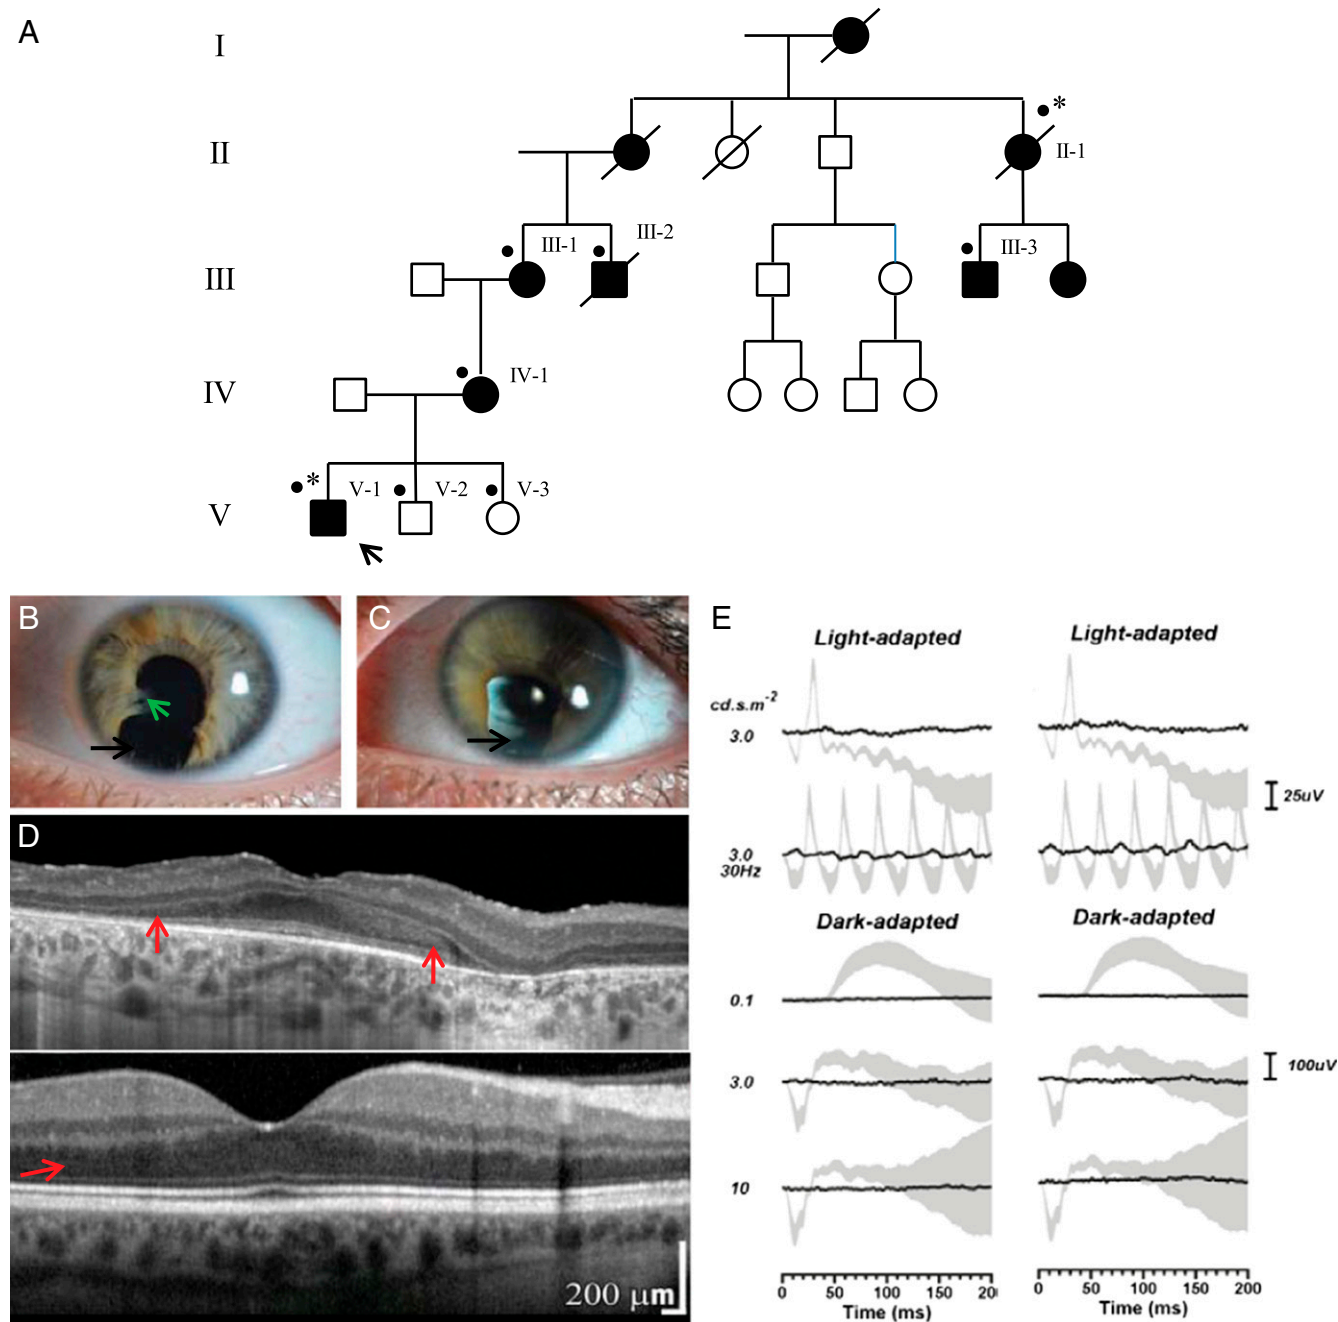 A
I
*
II
II-1
III-1
III-2
III-3
III
IV-1
IV
*
V-1
V-2
V-3
V
B
C
D
200 µm
E
Light-adapted
Light-adapted
cd.s.m-2
3.0
25uV
3.0
30Hz
Dark-adapted
Dark-adapted
0.1
3.0
100uV
10
0 50 100 150 200
0 50 100 150 200
Time (ms)
Time (ms)